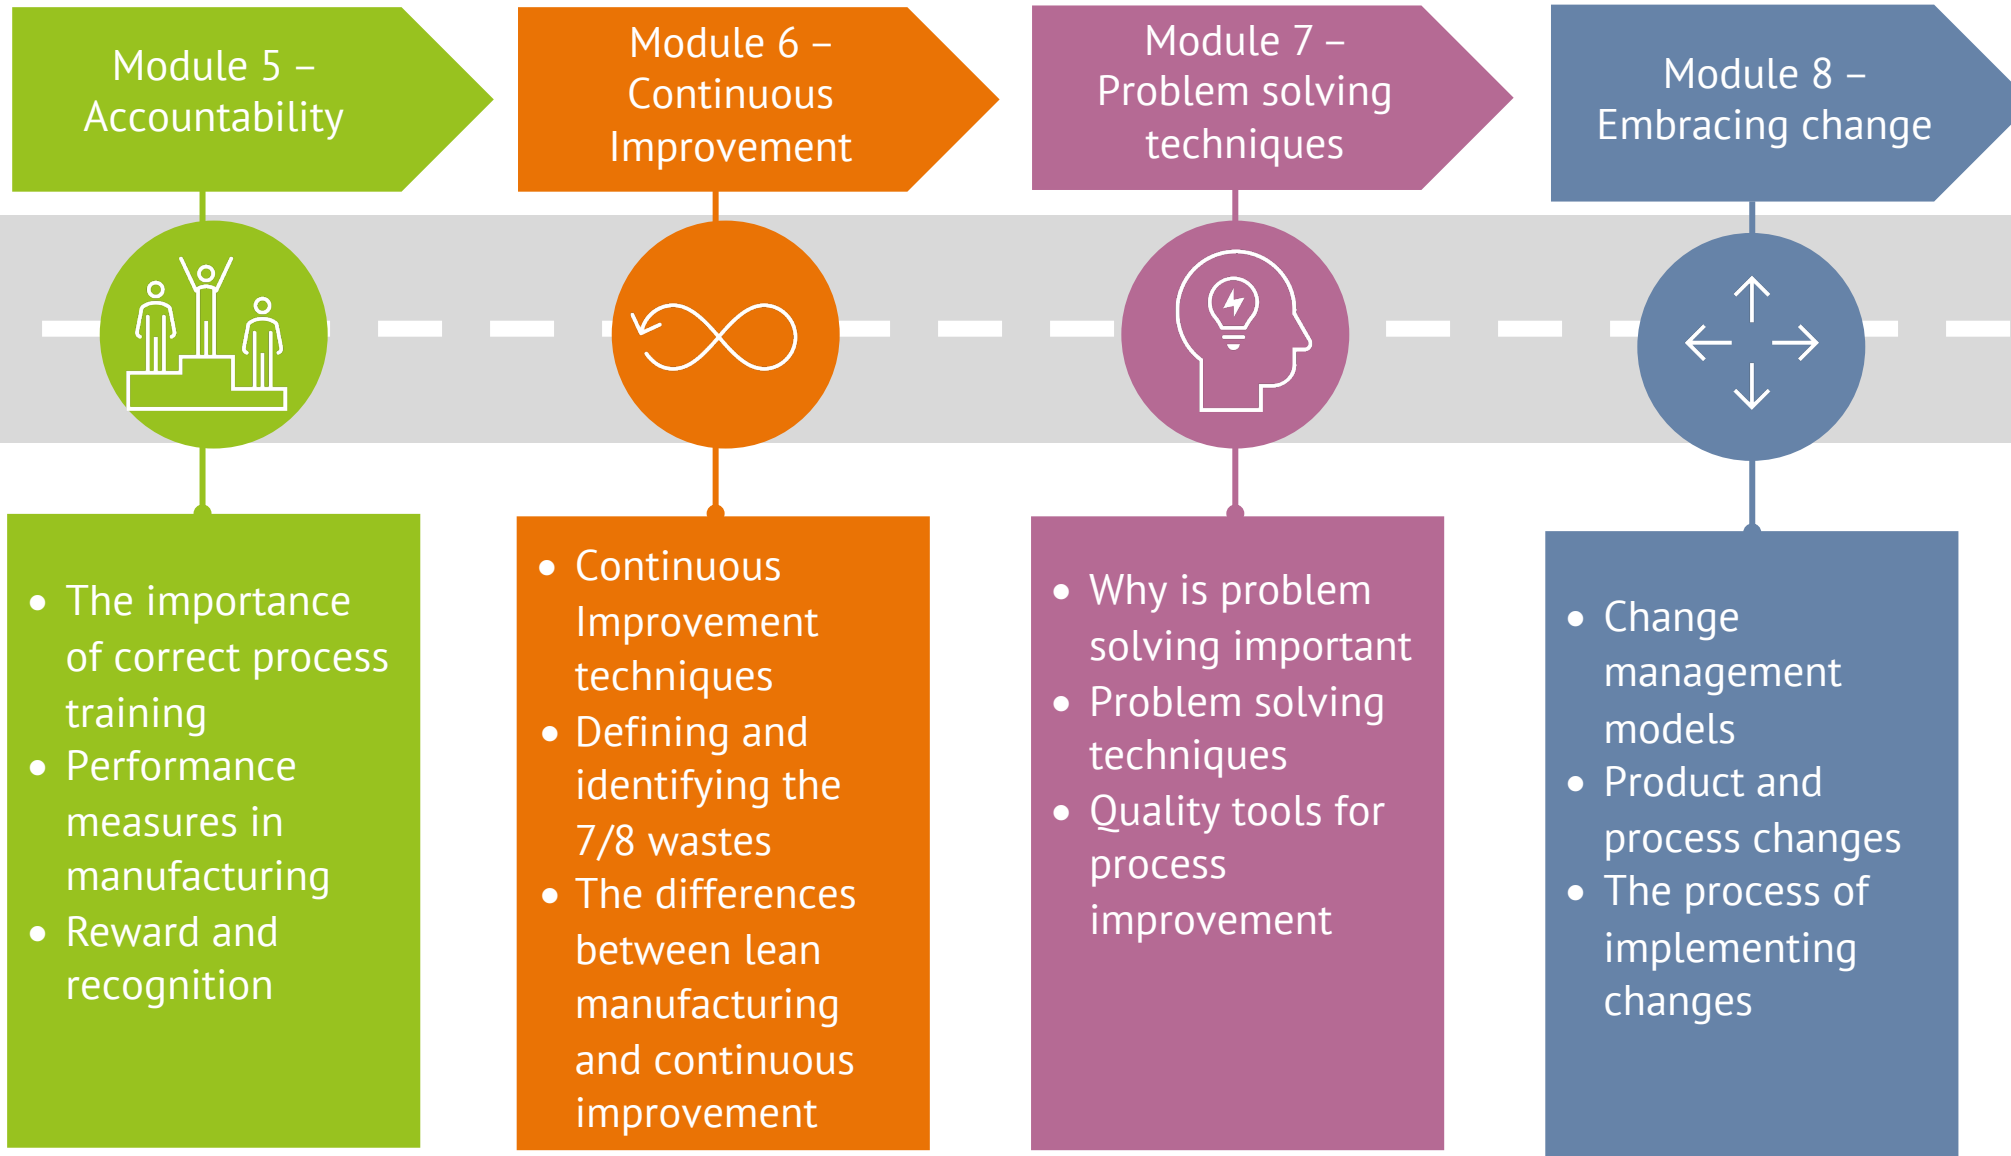 Module 5 –
Accountability
Module 6 –
Continuous
Improvement
Module 7 –
Problem solving
techniques
Module 8 –
Embracing change
• The importance
of correct process
training
• Performance
measures in
manufacturing
• Reward and
recognition
• Continuous
Improvement
techniques
• Defining and
identifying the
7/8 wastes
• The differences
between lean
manufacturing
and continuous
improvement
• Why is problem
solving important
• Problem solving
techniques
• Quality tools for
process
improvement
• Change
management
models
• Product and
process changes
• The process of
implementing
changes